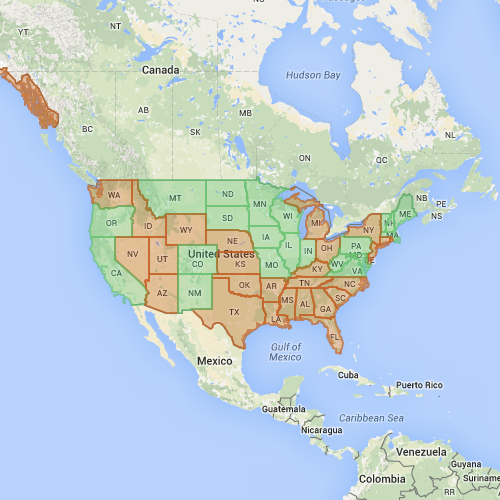 YT
NT
Canada
Hudson Bay
AB
MB
BC
SK
ON
QC
NL
NB
PE
NS
WA
MT
ND
MN
ME
OR
ID
SD
WI
MI
NY
NH
MA
WY
NE
IA
IL
IN
OH
PA
NV
UT
CO
United States
KS
MO
KY
WV
MD
VA
CA
AZ
NM
OK
AR
TN
NC
TX
LA
MS
AL
GA
SC
FL
Gulf of
Mexico
Mexico
Cuba
Puerto Rico
Guatemala
Caribbean Sea
Nicaragua
Venezuela
Guyana
Colombia
Suriname
RR